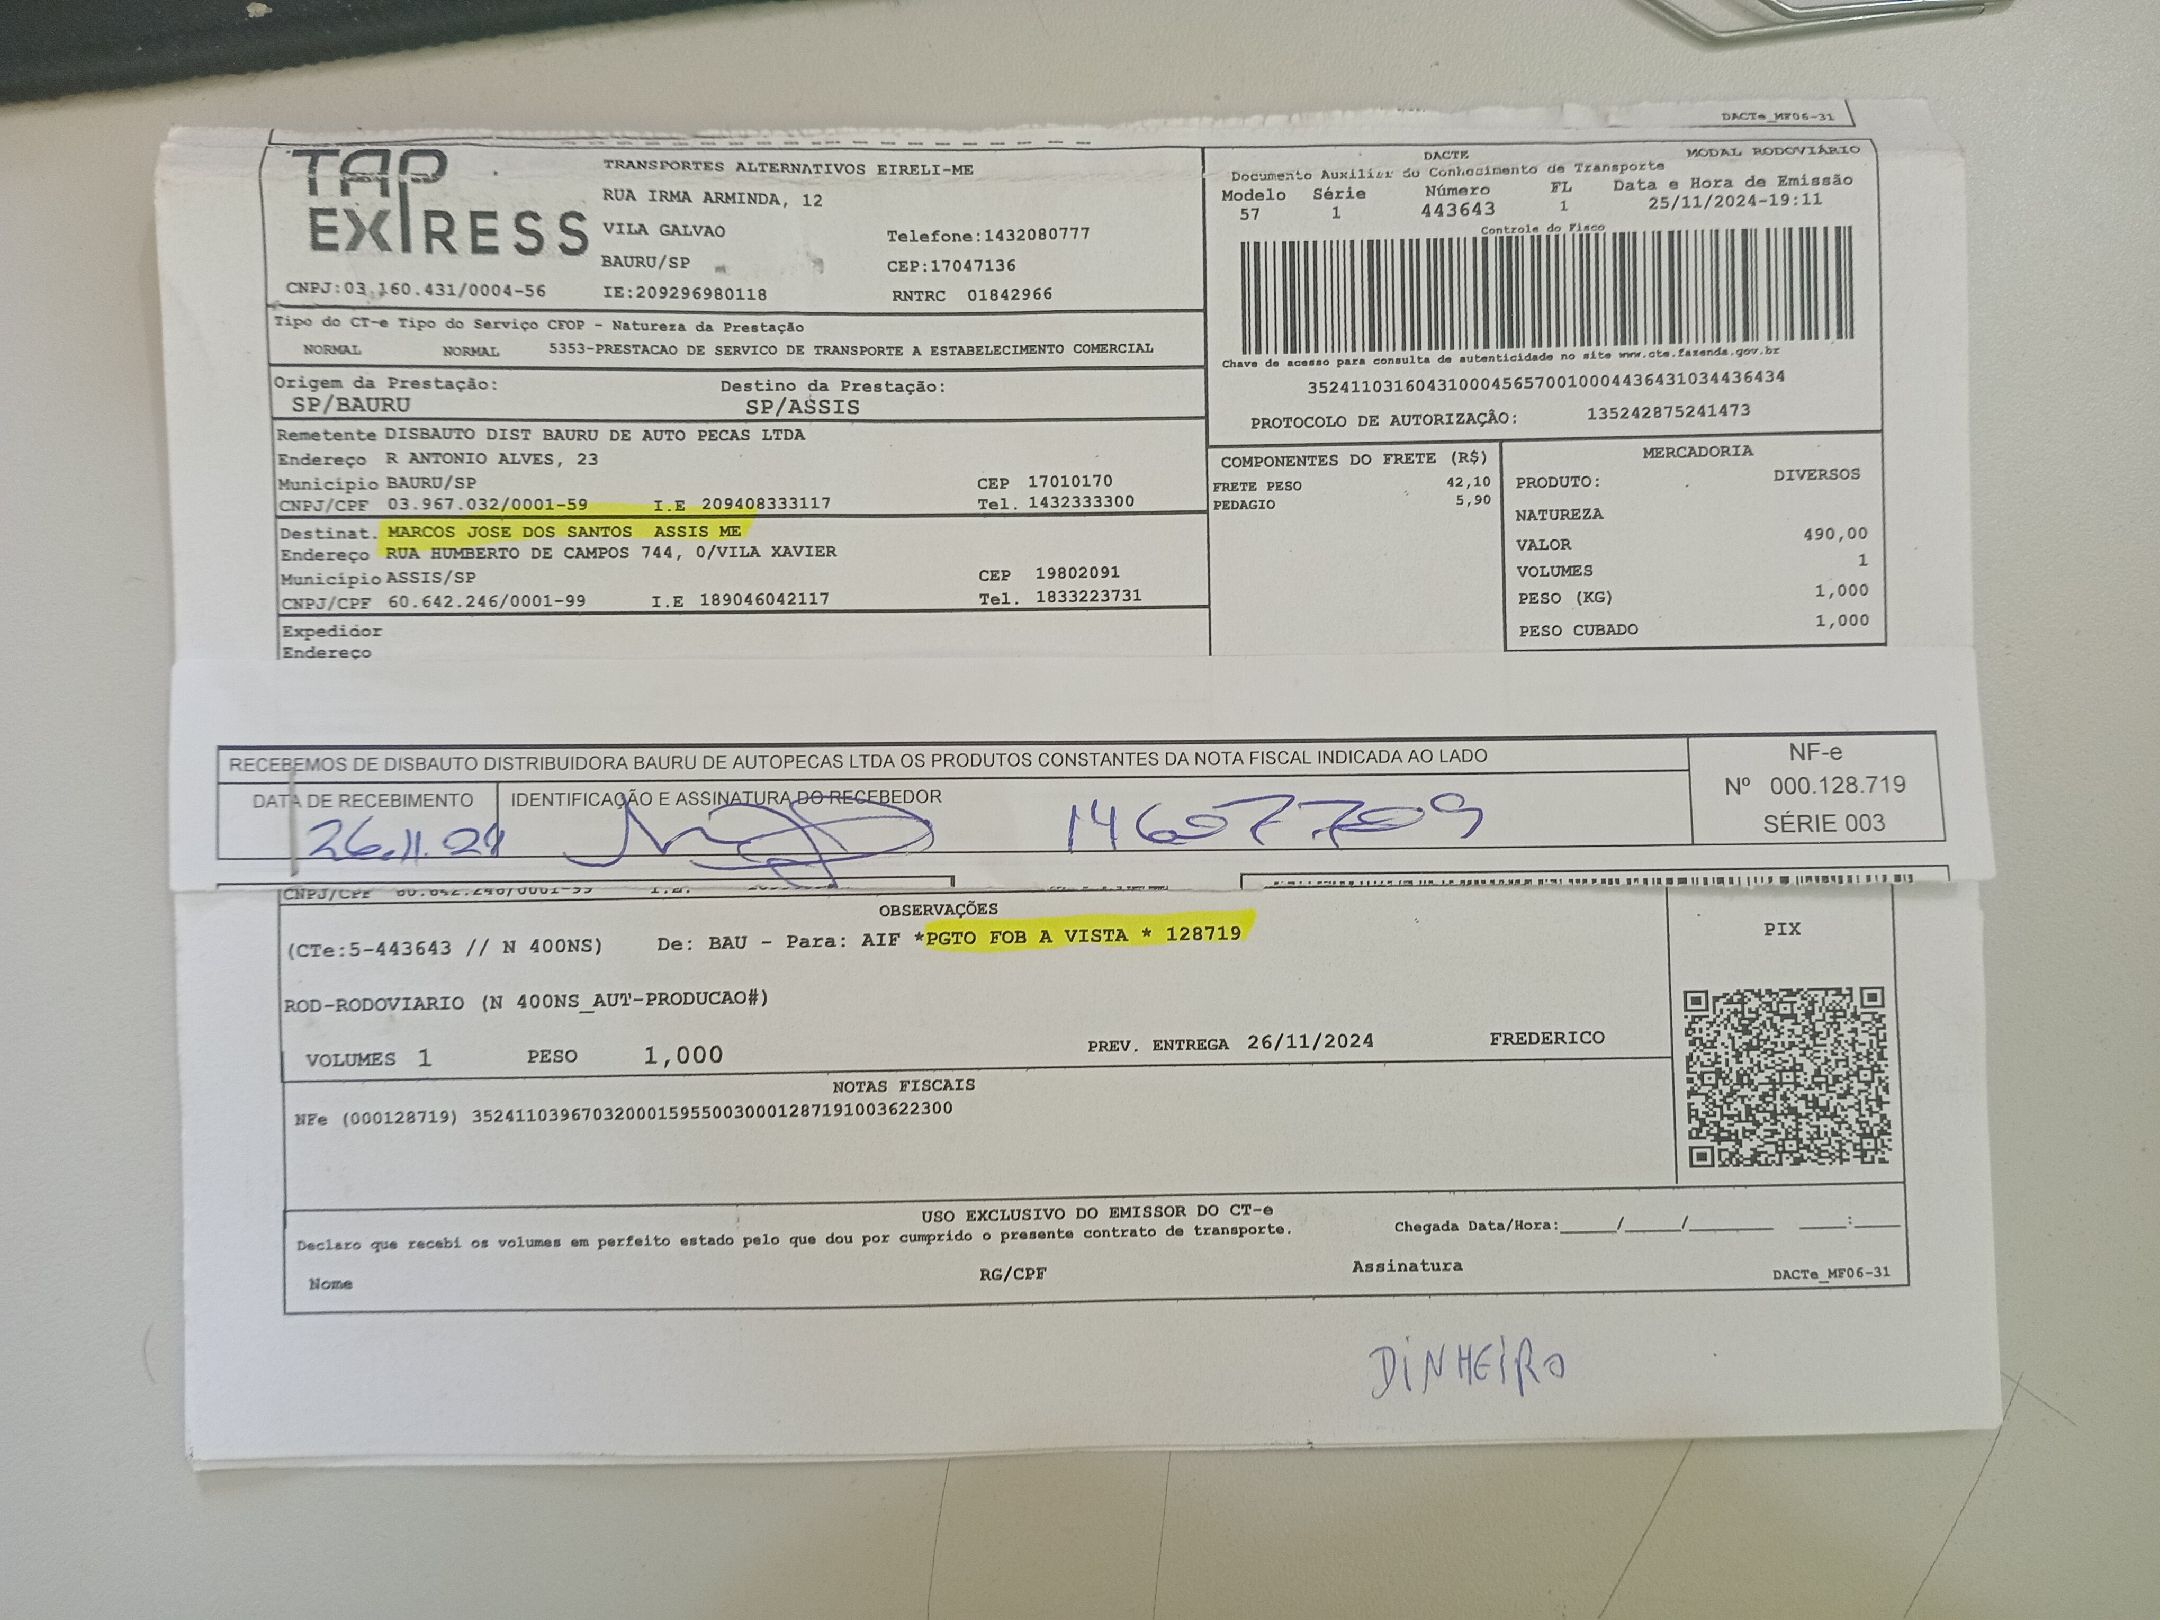 DACTe_MF06-31
TAP EXPRESS
TRANSPORTES ALTERNATIVOS EIRELI-ME
RUA IRMA ARMINDA, 12
VILA GALVAO Telefone:1432080777
BAURU/SP CEP:17047136
CNPJ:03.160.431/0004-56 IE:209296980118 RNTRC 01842966
DACTE MODAL RODOVIÁRIO
Documento Auxiliar do Conhecimento de Transporte
Modelo Série Número FL Data e Hora de Emissão
57 1 443643 1 25/11/2024-19:11
Controle do Fisco
Chave de acesso para consulta de autenticidade no site www.cte.fazenda.gov.br
35241103160431000456570010004436431034436434
PROTOCOLO DE AUTORIZAÇÂO: 135242875241473
Tipo do CT-e Tipo do Serviço CFOP - Natureza da Prestação
NORMAL NORMAL 5353-PRESTACAO DE SERVICO DE TRANSPORTE A ESTABELECIMENTO COMERCIAL
Origem da Prestação: Destino da Prestação:
SP/BAURU SP/ASSIS
Remetente DISBAUTO DIST BAURU DE AUTO PECAS LTDA
Endereço R ANTONIO ALVES, 23
Município BAURU/SP CEP 17010170
CNPJ/CPF 03.967.032/0001-59 I.E 209408333117 Tel. 1432333300
Destinat. MARCOS JOSE DOS SANTOS ASSIS ME
Endereço RUA HUMBERTO DE CAMPOS 744, 0/VILA XAVIER
Município ASSIS/SP CEP 19802091
CNPJ/CPF 60.642.246/0001-99 I.E 189046042117 Tel. 1833223731
Expedidor
Endereço
COMPONENTES DO FRETE (R$)
FRETE PESO 42,10
PEDAGIO 5,90
MERCADORIA
PRODUTO: DIVERSOS
NATUREZA
VALOR 490,00
VOLUMES 1
PESO (KG) 1,000
PESO CUBADO 1,000
RECEBEMOS DE DISBAUTO DISTRIBUIDORA BAURU DE AUTOPECAS LTDA OS PRODUTOS CONSTANTES DA NOTA FISCAL INDICADA AO LADO
DATA DE RECEBIMENTO IDENTIFICAÇÃO E ASSINATURA DO RECEBEDOR
26.11.24 14607709
NF-e
Nº 000.128.719
SÉRIE 003
CNPJ/CPF 60.642.246/0001-99 I.E.
OBSERVAÇÕES
(CTe:5-443643 // N 400NS) De: BAU - Para: AIF *PGTO FOB A VISTA * 128719
ROD-RODOVIARIO (N 400NS_AUT-PRODUCAO#)
VOLUMES 1 PESO 1,000 PREV. ENTREGA 26/11/2024 FREDERICO
PIX
NOTAS FISCAIS
NFe (000128719) 35241103967032000159550030001287191003622300
USO EXCLUSIVO DO EMISSOR DO CT-e
Declaro que recebi os volumes em perfeito estado pelo que dou por cumprido o presente contrato de transporte. Chegada Data/Hora:_____/_____/________ ____:____
Nome RG/CPF Assinatura DACTe_MF06-31
DINHEIRO